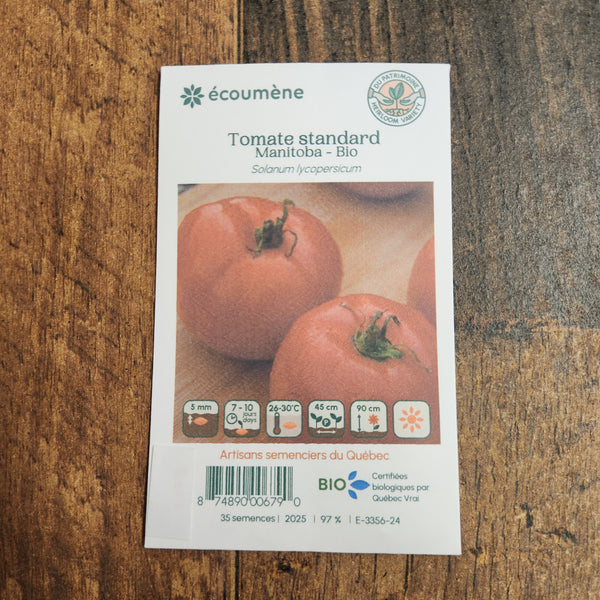 écoumène
DU PATRIMOINE
HEIRLOOM VARIETY
Tomate standard
Manitoba - Bio
Solanum lycopersicum
5 mm
7 - 10
jours
days
26-30°C
45 cm
90 cm
Artisans semenciers du Québec
8 74890 00679 0
BIO
Certifiées
biologiques par
Québec Vrai
35 semences | 2025 | 97 % | E-3356-24